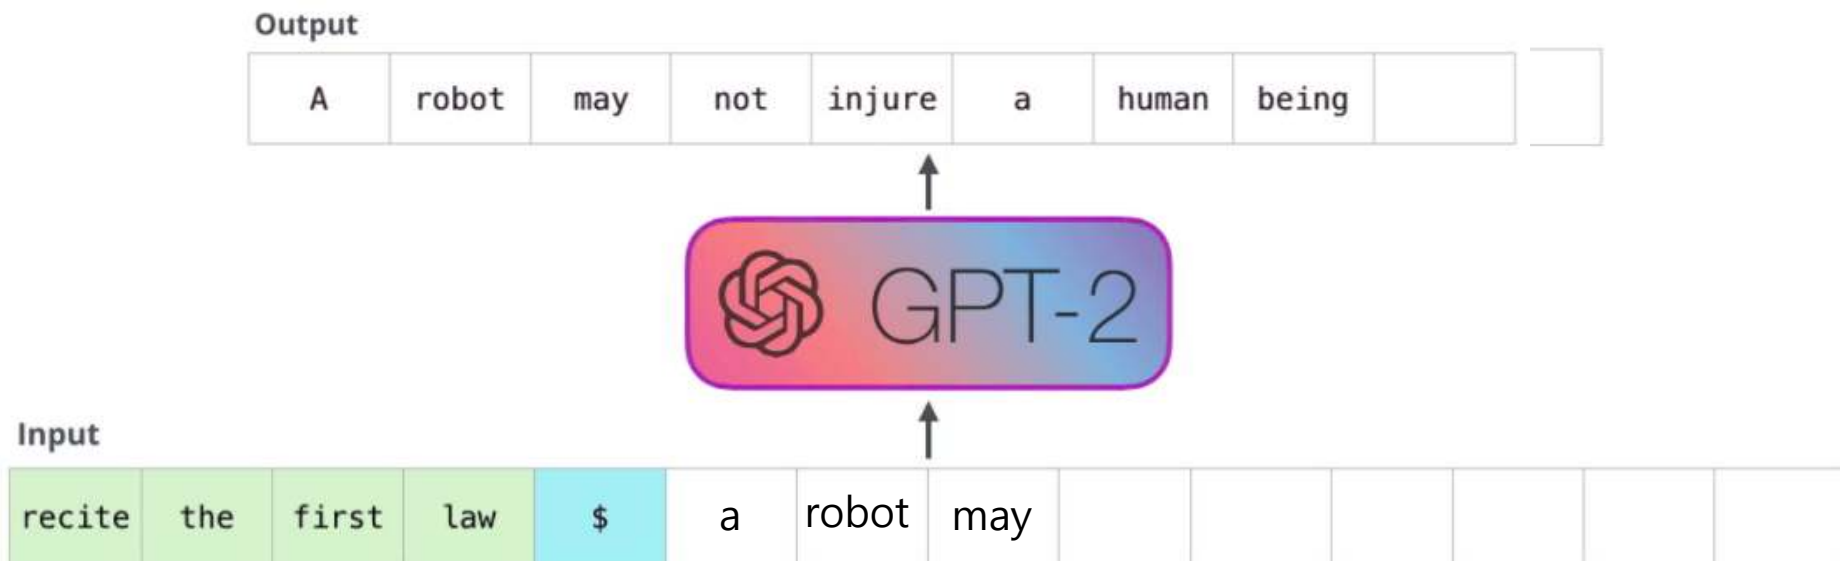 Output
A robot may not injure a human being
GPT-2
Input
recite the first law $ a robot may